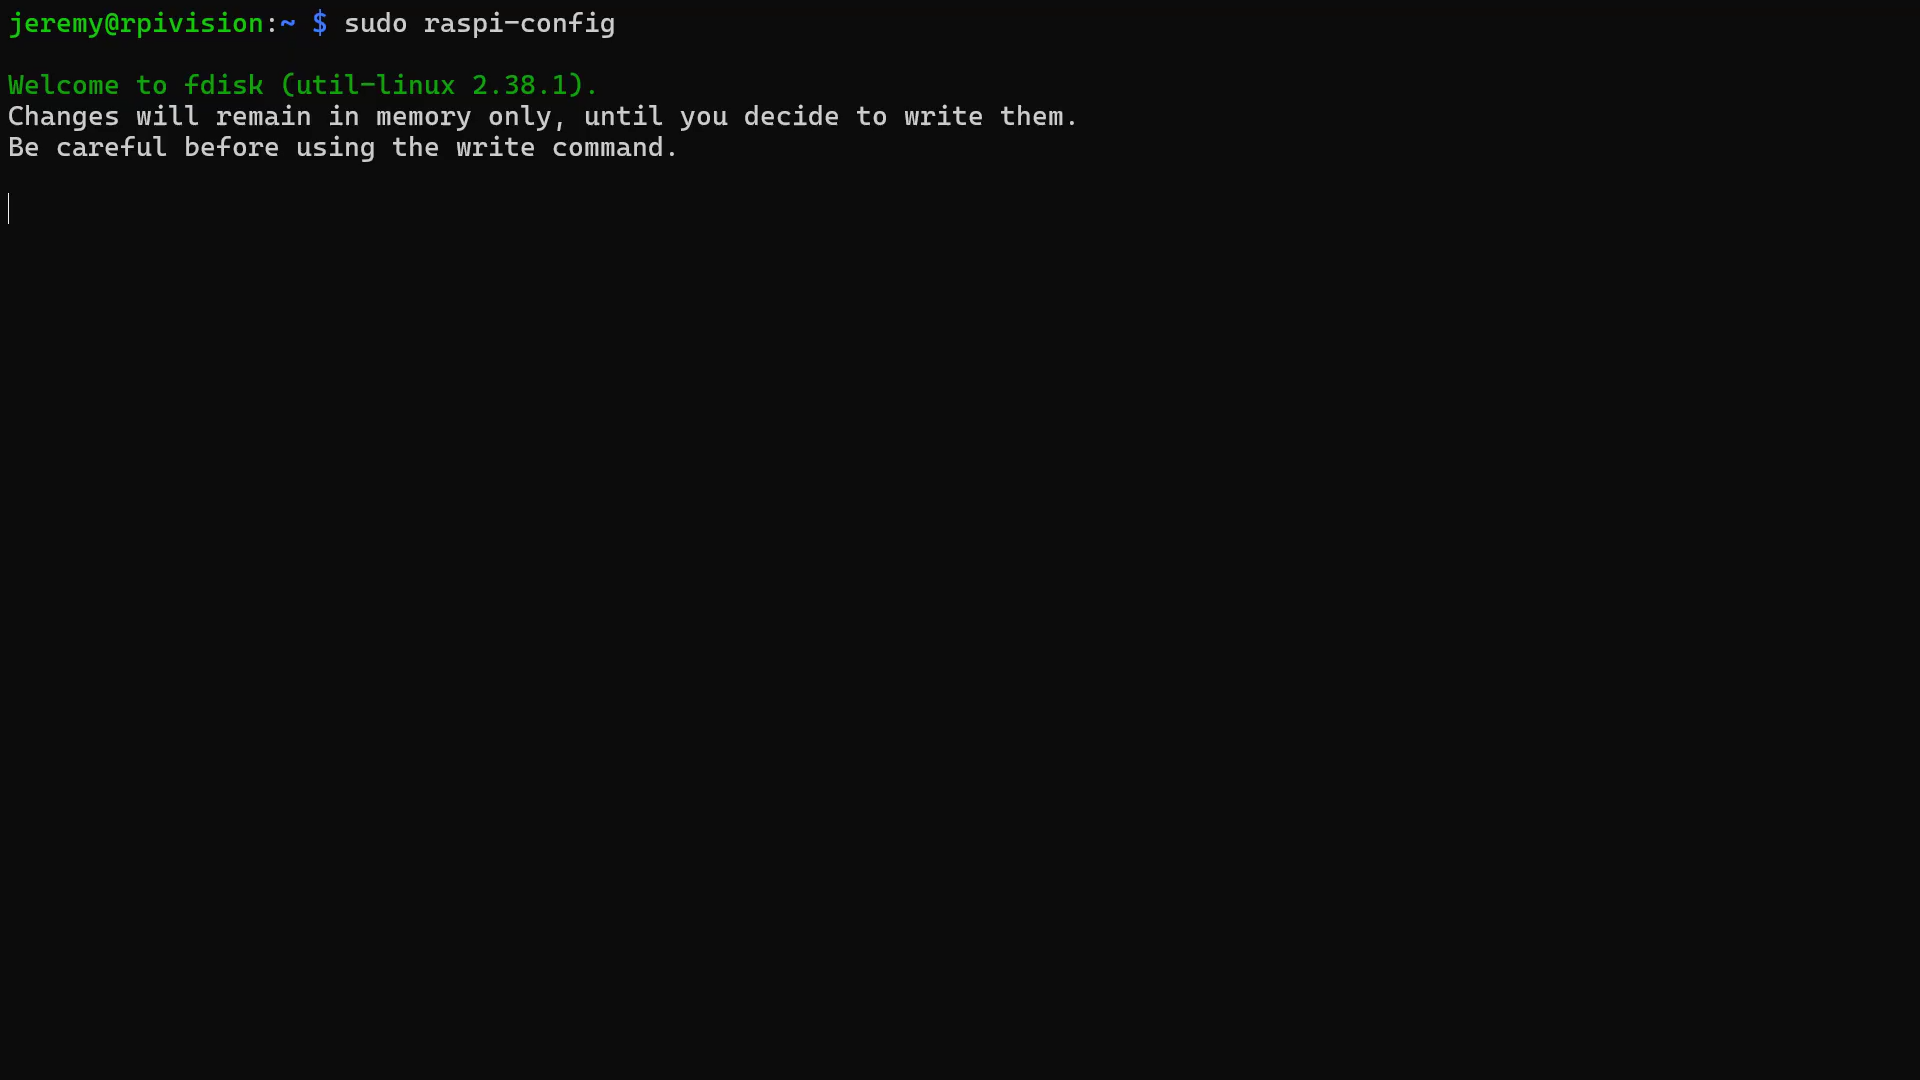 jeremy@rpivision:~ $ sudo raspi-config
Welcome to fdisk (util-linux 2.38.1).
Changes will remain in memory only, until you decide to write them.
Be careful before using the write command.